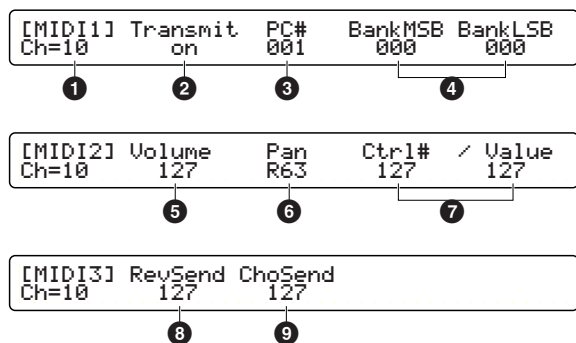 [MIDI1] Transmit PC# BankMSB BankLSB
Ch=10 on 001 000 000
1 2 3 4
[MIDI2] Volume Pan Ctrl# / Value
Ch=10 127 R63 127 127
5 6 7
[MIDI3] RevSend ChoSend
Ch=10 127 127
8 9